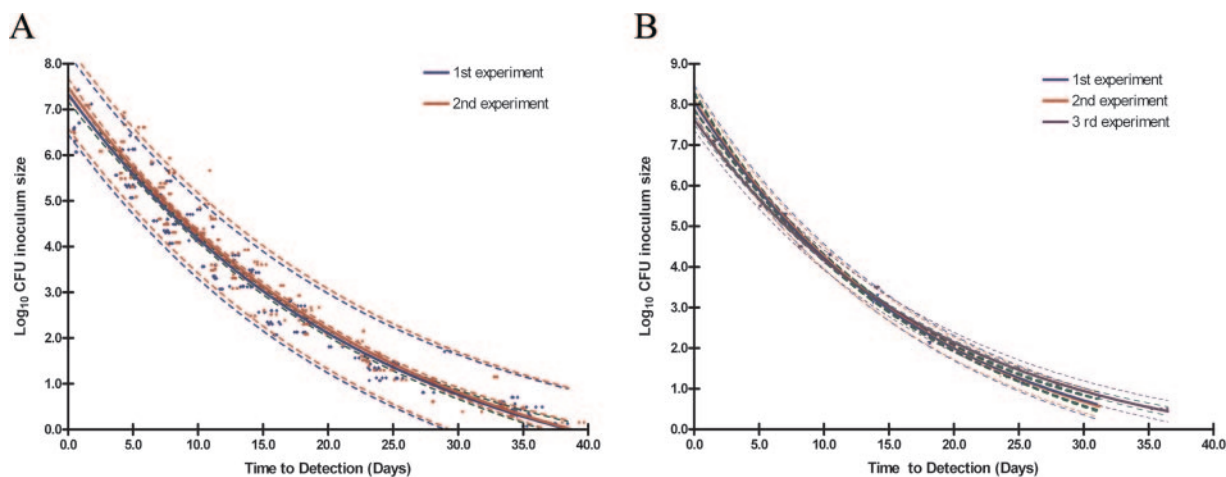 A
8.0
7.0
6.0
5.0
4.0
3.0
2.0
1.0
0.0
Log10 CFU inoculum size
0.0 5.0 10.0 15.0 20.0 25.0 30.0 35.0 40.0
Time to Detection (Days)
1st experiment
2nd experiment
B
9.0
8.0
7.0
6.0
5.0
4.0
3.0
2.0
1.0
0.0
Log10 CFU inoculum size
0.0 5.0 10.0 15.0 20.0 25.0 30.0 35.0 40.0
Time to Detection (Days)
1st experiment
2nd experiment
3 rd experiment